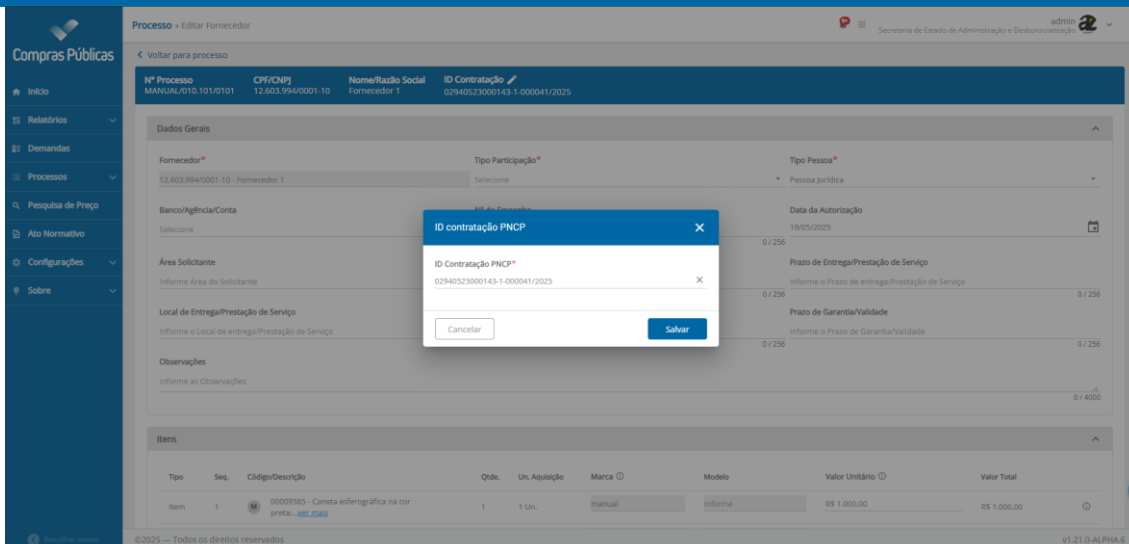 Processo » Editar Fornecedor
admin
Secretaria de Estado de Administração e Desburocratização
Compras Públicas
Voltar para processo
Nº Processo CPF/CNPJ Nome/Razão Social ID Contratação
MANUAL/010.101/0101 12.603.994/0001-10 Fornecedor 1 02940523000143-1-000041/2025
Início
Relatórios
Demandas
Processos
Pesquisa de Preço
Ato Normativo
Configurações
Sobre
Dados Gerais
Fornecedor* Tipo Participação* Tipo Pessoa*
12.603.994/0001-10 - Fornecedor 1 Selecione Pessoa Jurídica
Banco/Agência/Conta Data da Autorização
Selecione 19/05/2025
0 / 256
ID contratação PNCP
ID Contratação PNCP*
02940523000143-1-000041/2025
Cancelar Salvar
Área Solicitante Prazo de Entrega/Prestação de Serviço
Informe Área do Solicitante Informe o Prazo de entrega/Prestação de Serviço
0 / 256 0 / 256
Local de Entrega/Prestação de Serviço Prazo de Garantia/Validade
Informe o Local de entrega/Prestação de Serviço Informe o Prazo de Garantia/Validade
0 / 256 0 / 256
Observações
Informe as Observações
0 / 4000
Itens
Tipo Seq. Código/Descrição Qtde. Un. Aquisição Marca Modelo Valor Unitário Valor Total
Item 1 M 00009585 - Caneta esferográfica na cor 1 1 Un. manual informe R$ 1.000,00 R$ 1.000,00
preta:...ver mais
Recolher menu
©2025 — Todos os direitos reservados
v1.21.0-ALPHA.6